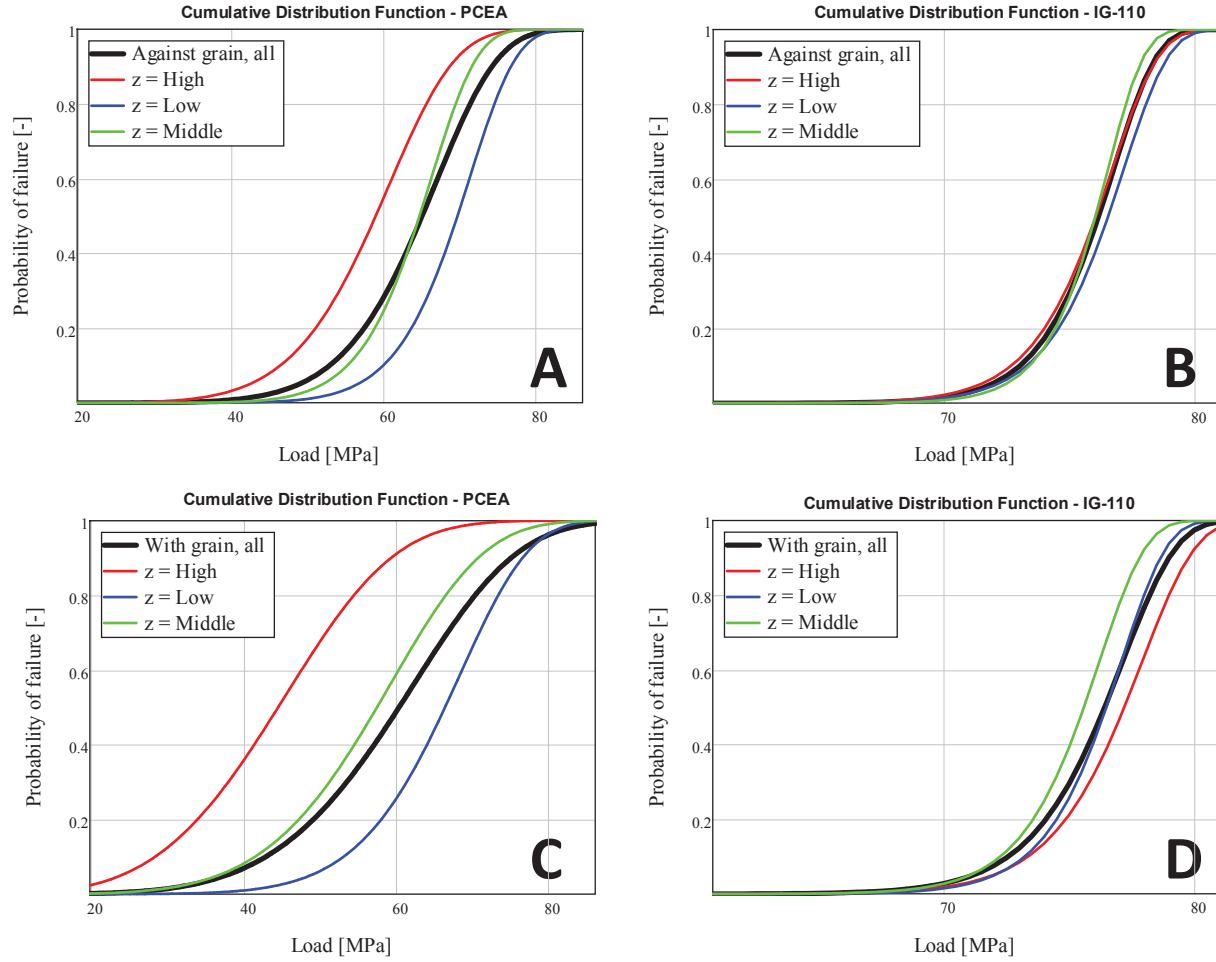 Cumulative Distribution Function - PCEA
1
Against grain, all
z = High
z = Low
z = Middle
0.8
0.6
0.4
0.2
Probability of failure [-]
A
20
40
60
80
Load [MPa]
Cumulative Distribution Function - IG-110
1
Against grain, all
z = High
z = Low
z = Middle
0.8
0.6
0.4
0.2
Probability of failure [-]
B
70
80
Load [MPa]
Cumulative Distribution Function - PCEA
1
With grain, all
z = High
z = Low
z = Middle
0.8
0.6
0.4
0.2
Probability of failure [-]
C
20
40
60
80
Load [MPa]
Cumulative Distribution Function - IG-110
1
With grain, all
z = High
z = Low
z = Middle
0.8
0.6
0.4
0.2
Probability of failure [-]
D
70
80
Load [MPa]